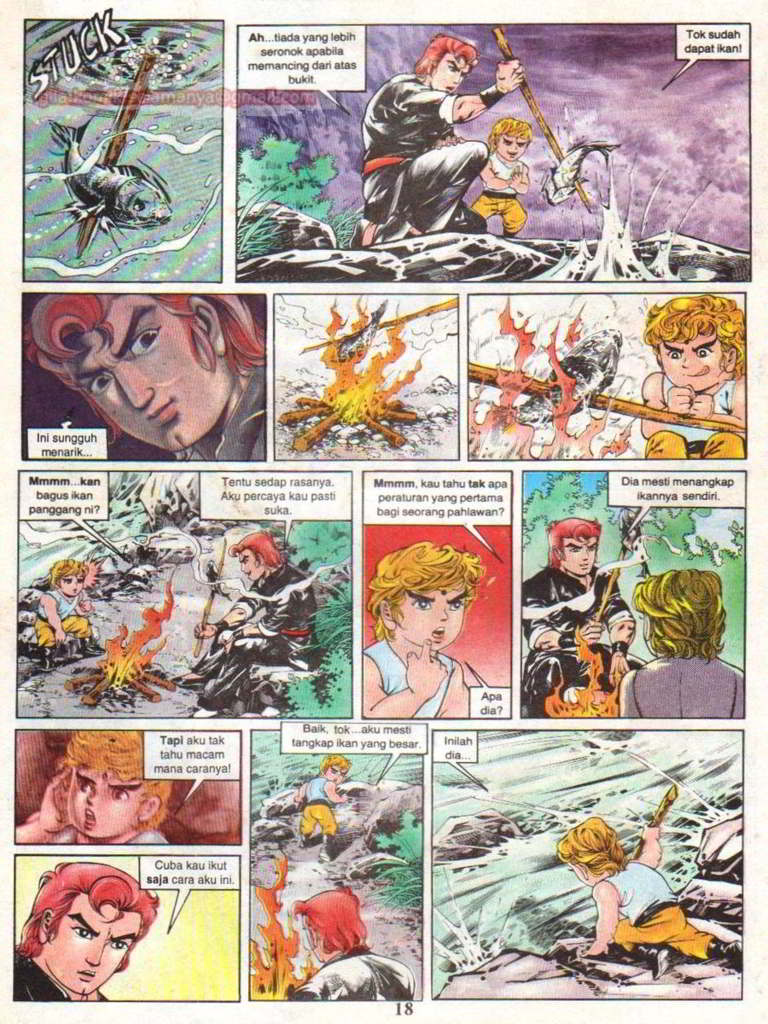 STUCK
Ah...tiada yang lebih
seronok apabila
memancing dari atas
bukit.
Tok sudah
dapat ikan!
Ini sungguh
menarik...
Mmmm...kan
bagus ikan
panggang ni?
Tentu sedap rasanya.
Aku percaya kau pasti
suka.
Mmmm, kau tahu tak apa
peraturan yang pertama
bagi seorang pahlawan?
Apa
dia?
Dia mesti menangkap
ikannya sendiri.
Tapi aku tak
tahu macam
mana caranya!
Cuba kau ikut
saja cara aku ini.
Baik, tok...aku mesti
tangkap ikan yang besar.
Inilah
dia...
18